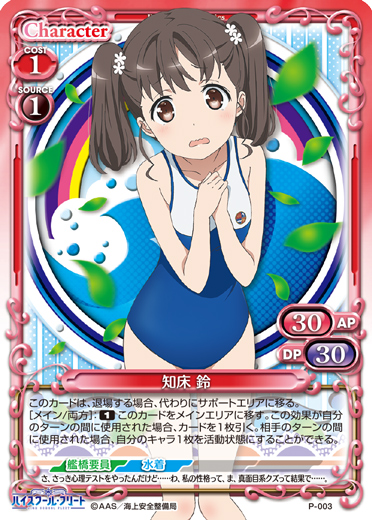 Character
COST
1
SOURCE
1
30 AP
DP 30
知床 鈴
このカードは、退場する場合、代わりにサポートエリアに移る。
[メイン/両方]:1このカードをメインエリアに移す。この効果が自分
のターンの間に使用された場合、カードを1枚引く。相手のターンの間
に使用された場合、自分のキャラ1枚を活動状態にすることができる。
艦橋要員 水着
さ、さっき心理テストをやったんだけど……わ、私の性格って、ま、真面目系クズって結果で……。
ハイスクール・フリート
©AAS/海上安全整備局
P-003